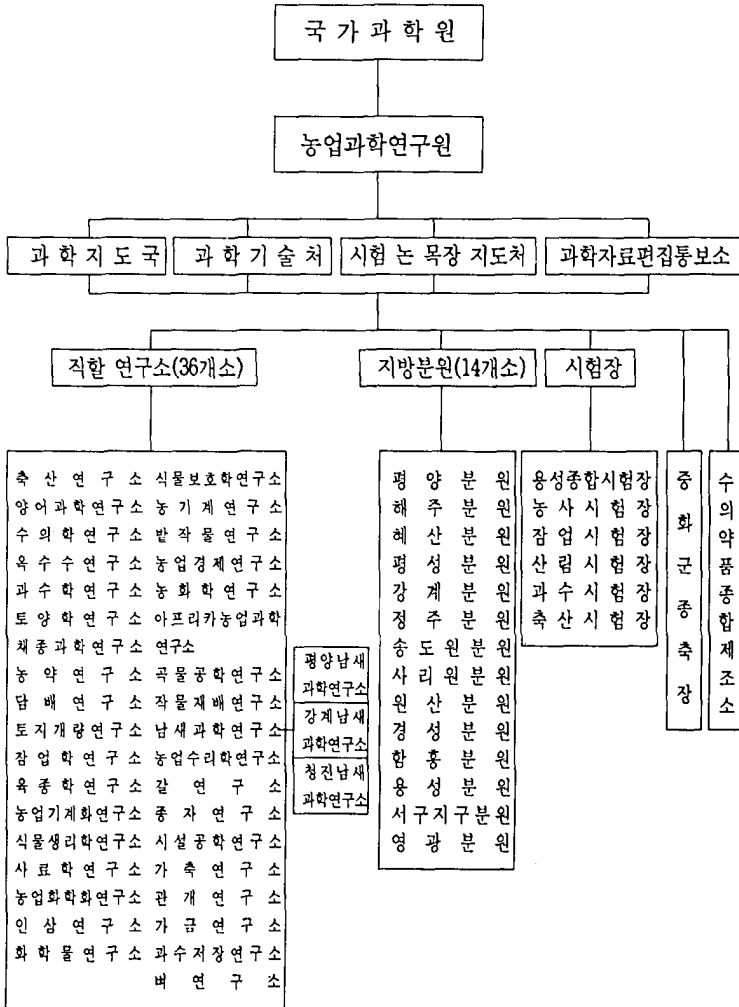 국가과학원
농업과학연구원
과학지도국
과학기술처
시험 논 목장 지도처
과학자료편집통보소
직할 연구소(36개소)
지방분원(14개소)
시험장
축산연구소 식물보호학연구소
양어과학연구소 농기계연구소
수의학연구소 밭작물연구소
옥수수연구소 농업경제연구소
과수학연구소 농화학연구소
토양학연구소 아프리카농업과학
채종과학연구소 연구소
농약연구소 곡물공학연구소
담배연구소 작물재배연구소
토지개량연구소 남새과학연구소
잠업학연구소 농업수리학연구소
육종학연구소 갈연구소
농업기계화연구소 종자연구소
식물생리학연구소 시설공학연구소
사료학연구소 가축연구소
농업화학화연구소 관개연구소
인삼연구소 가금연구소
화학물연구소 과수저장연구소
벼연구소
평양남새
과학연구소
강계남새
과학연구소
청진남새
과학연구소
평양분원
해주분원
혜산분원
평성분원
강계분원
정주분원
송도원분원
사리원분원
원산분원
경성분원
함흥분원
용성분원
서구지구분원
영광분원
용성종합시험장
농사시험장
잠업시험장
산림시험장
과수시험장
축산시험장
중화군종축장
수의약품종합제조소